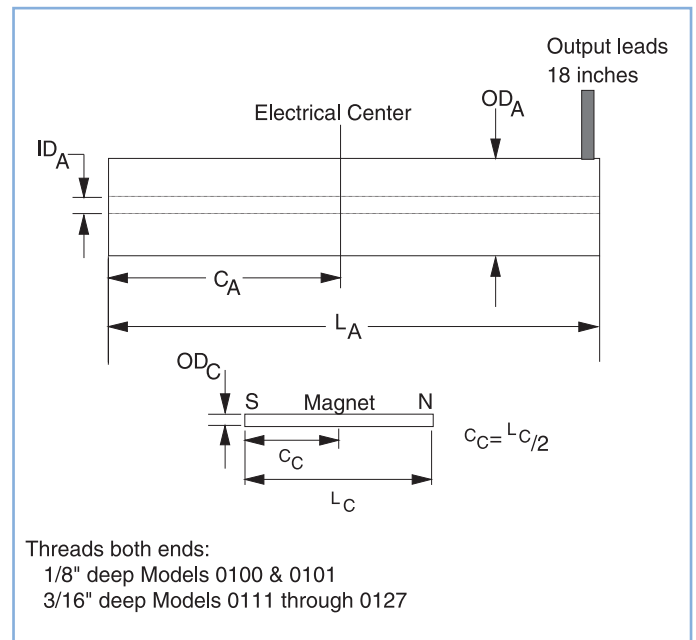 Output leads
18 inches
Electrical Center
OD_A
ID_A
C_A
L_A
OD_C
S Magnet N
C_C
C_C= L_C/2
L_C
Threads both ends:
1/8" deep Models 0100 & 0101
3/16" deep Models 0111 through 0127